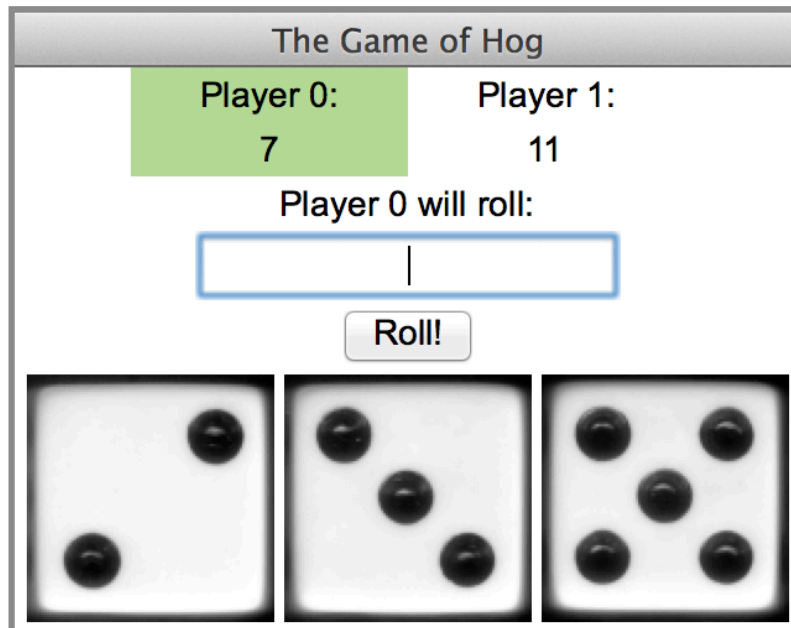 The Game of Hog
Player 0: Player 1:
7 11
Player 0 will roll:
Roll!